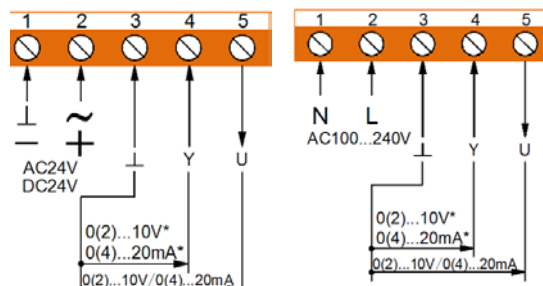 1 2 3 4 5
⊥ ~
− +
AC24V
DC24V
⊥ Y U
0(2)...10V*
0(4)...20mA*
0(2)...10V/0(4)...20mA
1 2 3 4 5
N L
AC100...240V
⊥ Y U
0(2)...10V*
0(4)...20mA*
0(2)...10V/0(4)...20mA